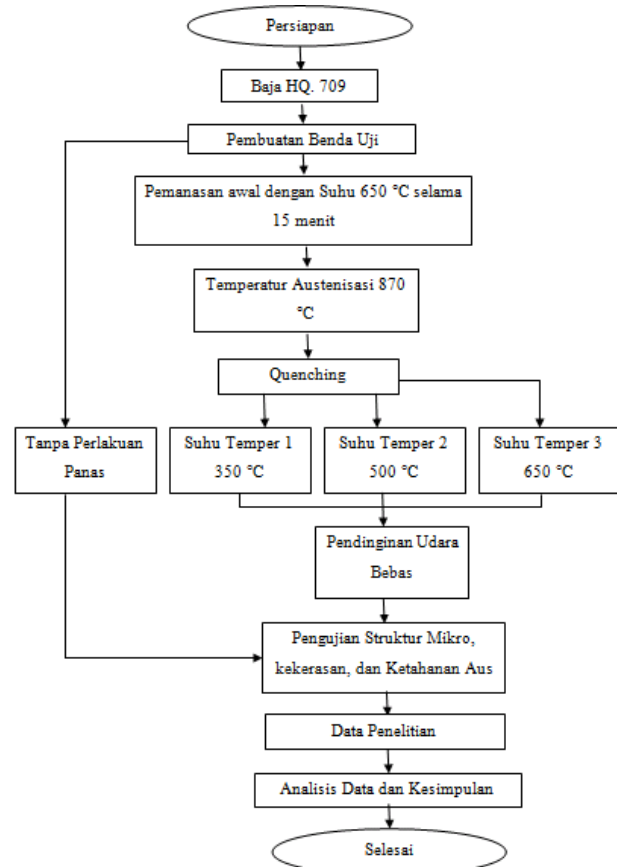 Persiapan
Baja HQ. 709
Pembuatan Benda Uji
Pemanasan awal dengan Suhu 650 °C selama
15 menit
Temperatur Austenisasi 870
°C
Quenching
Tanpa Perlakuan
Panas
Suhu Temper 1
350 °C
Suhu Temper 2
500 °C
Suhu Temper 3
650 °C
Pendinginan Udara
Bebas
Pengujian Struktur Mikro,
kekerasan, dan Ketahanan Aus
Data Penelitian
Analisis Data dan Kesimpulan
Selesai